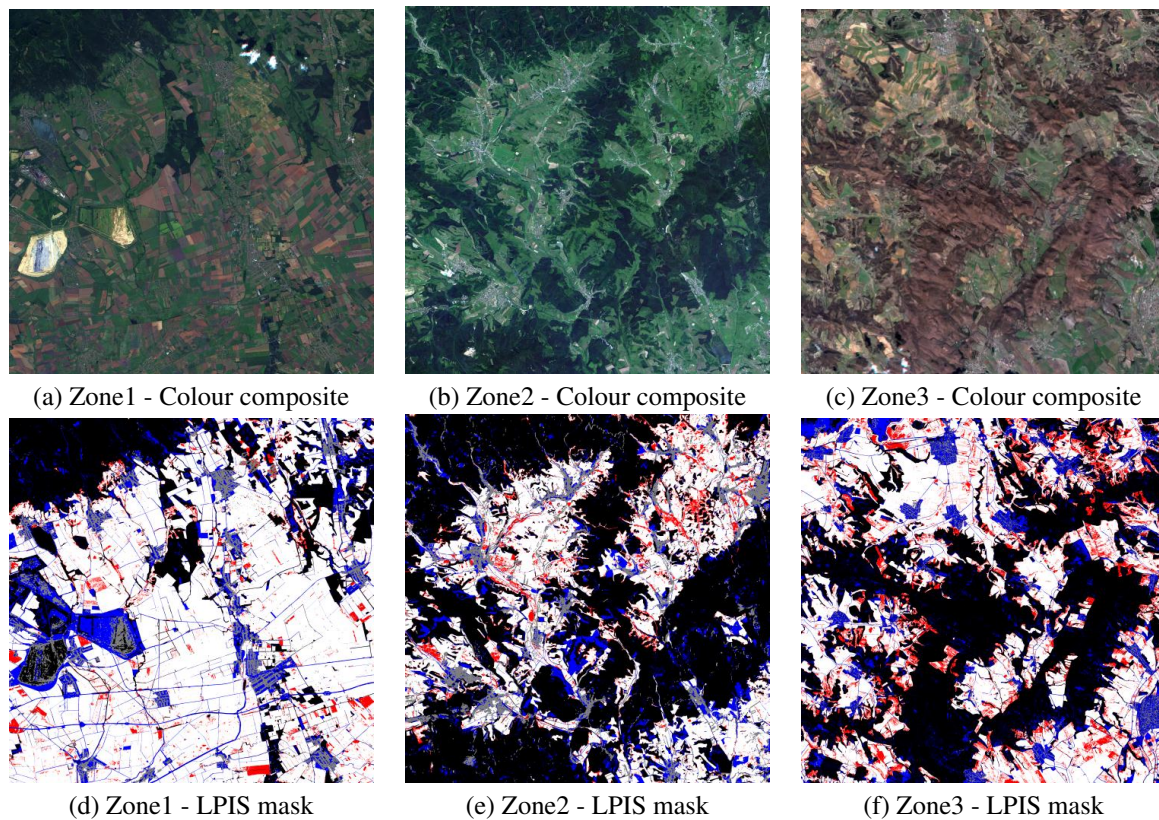 (a) Zone1 - Colour composite
(b) Zone2 - Colour composite
(c) Zone3 - Colour composite
(d) Zone1 - LPIS mask
(e) Zone2 - LPIS mask
(f) Zone3 - LPIS mask